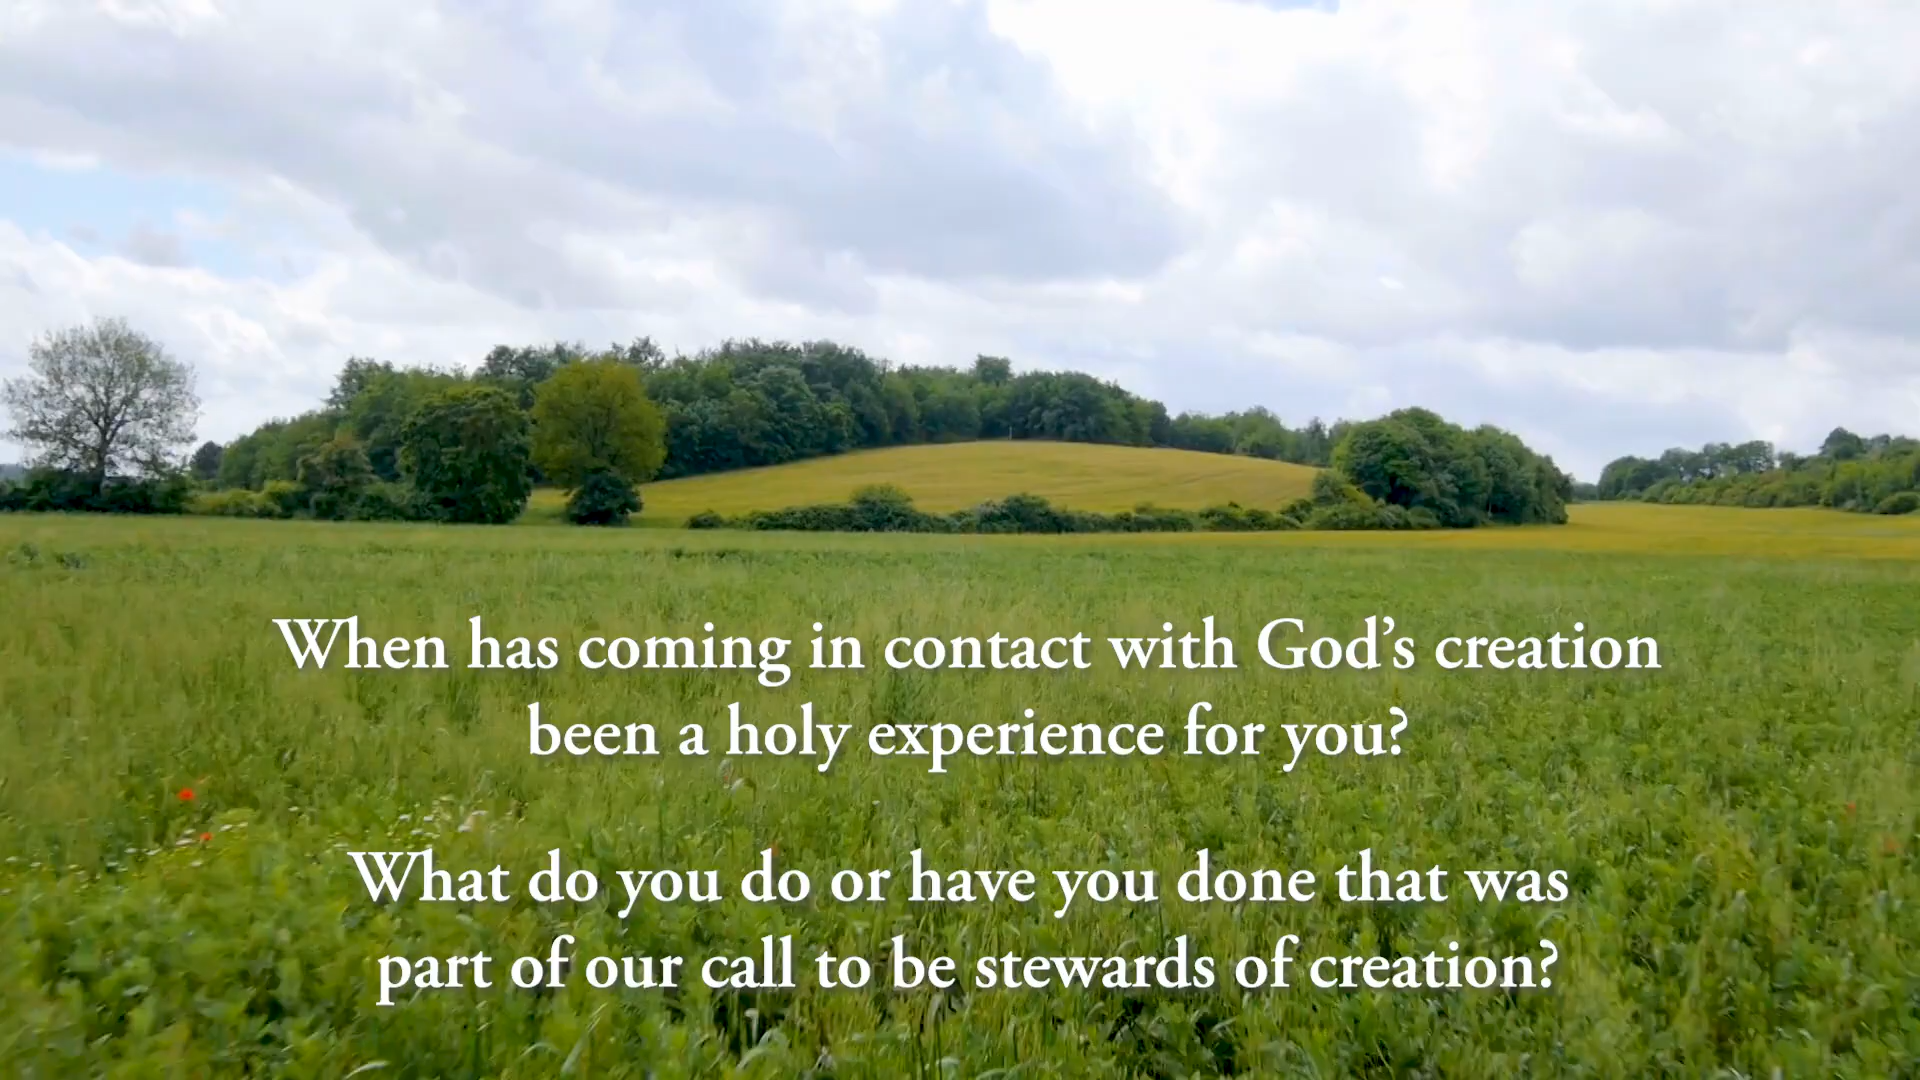 When has coming in contact with God’s creation
been a holy experience for you?
What do you do or have you done that was
part of our call to be stewards of creation?